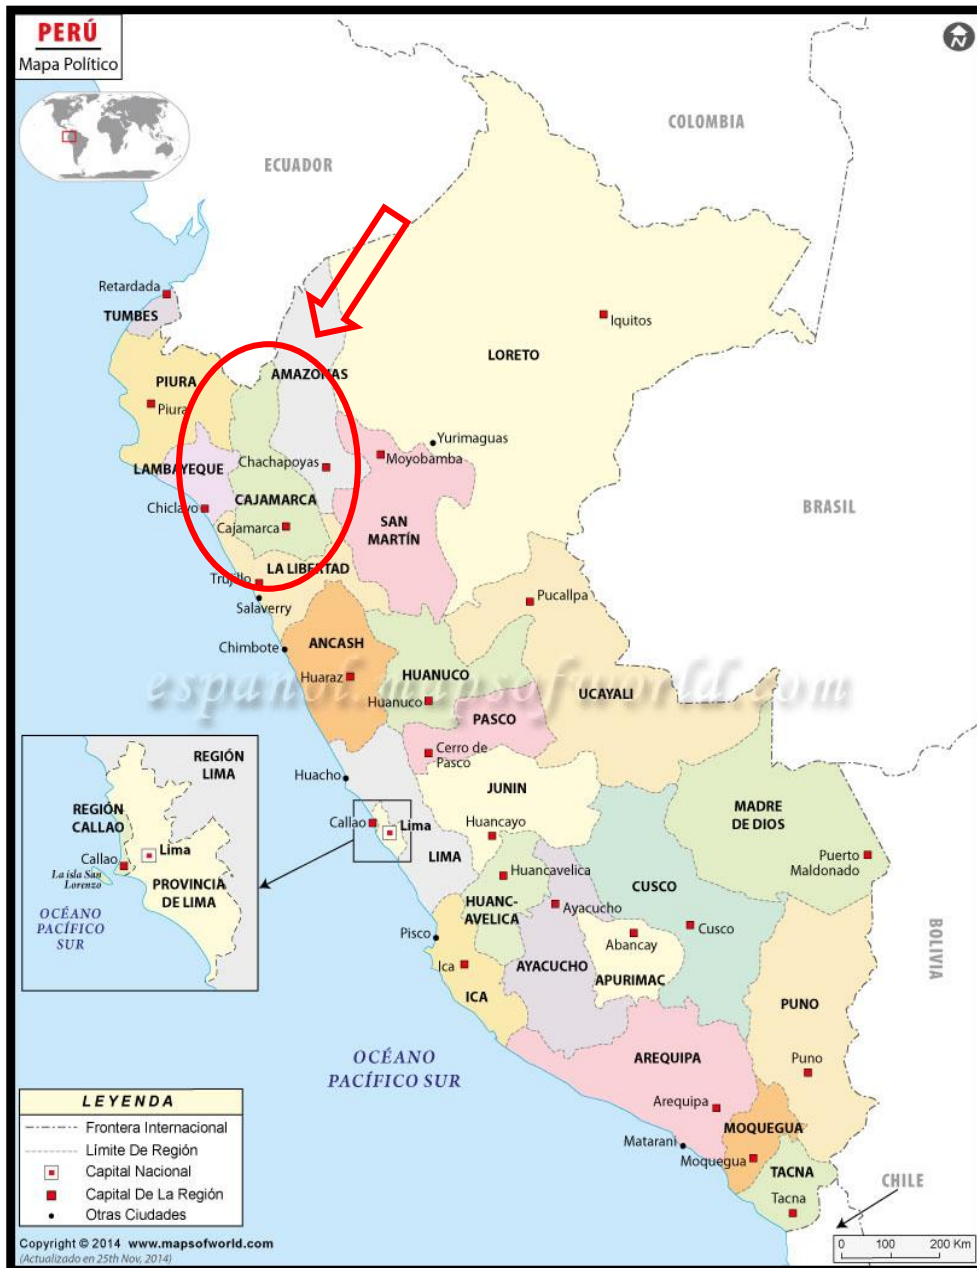 PERÚ
Mapa Político
N
COLOMBIA
ECUADOR
Retardada
TUMBES
Iquitos
LORETO
AMAZONAS
PIURA
Piura
Yurimaguas
Moyobamba
LAMBAYEQUE
Chachapoyas
CAJAMARCA
Chiclayo
Cajamarca
BRASIL
SAN
MARTÍN
LA LIBERTAD
Trujillo
Salaverry
Pucallpa
Chimbote
ANCASH
Huaraz
HUANUCO
Huanuco
UCAYALI
espanol.mapsofworld.com
PASCO
Cerro de
Pasco
Huacho
JUNIN
Huancayo
MADRE
DE DIOS
Callao
Lima
LIMA
Puerto
Maldonado
Huancavelica
HUANC-
AVELICA
Ayacucho
CUSCO
Cusco
Pisco
Abancay
Ica
ICA
AYACUCHO
APURIMAC
BOLIVIA
PUNO
Puno
AREQUIPA
Arequipa
MOQUEGUA
Matarani
Moquegua
TACNA
Tacna
CHILE
REGIÓN
LIMA
REGIÓN
CALLAO
Lima
Callao
La isla San
Lorenzo
PROVINCIA
DE LIMA
OCÉANO
PACÍFICO
SUR
OCÉANO
PACÍFICO SUR
LEYENDA
Frontera Internacional
Límite De Región
Capital Nacional
Capital De La Región
Otras Ciudades
0 100 200 Km
Copyright © 2014 www.mapsofworld.com
(Actualizado en 25th Nov, 2014)